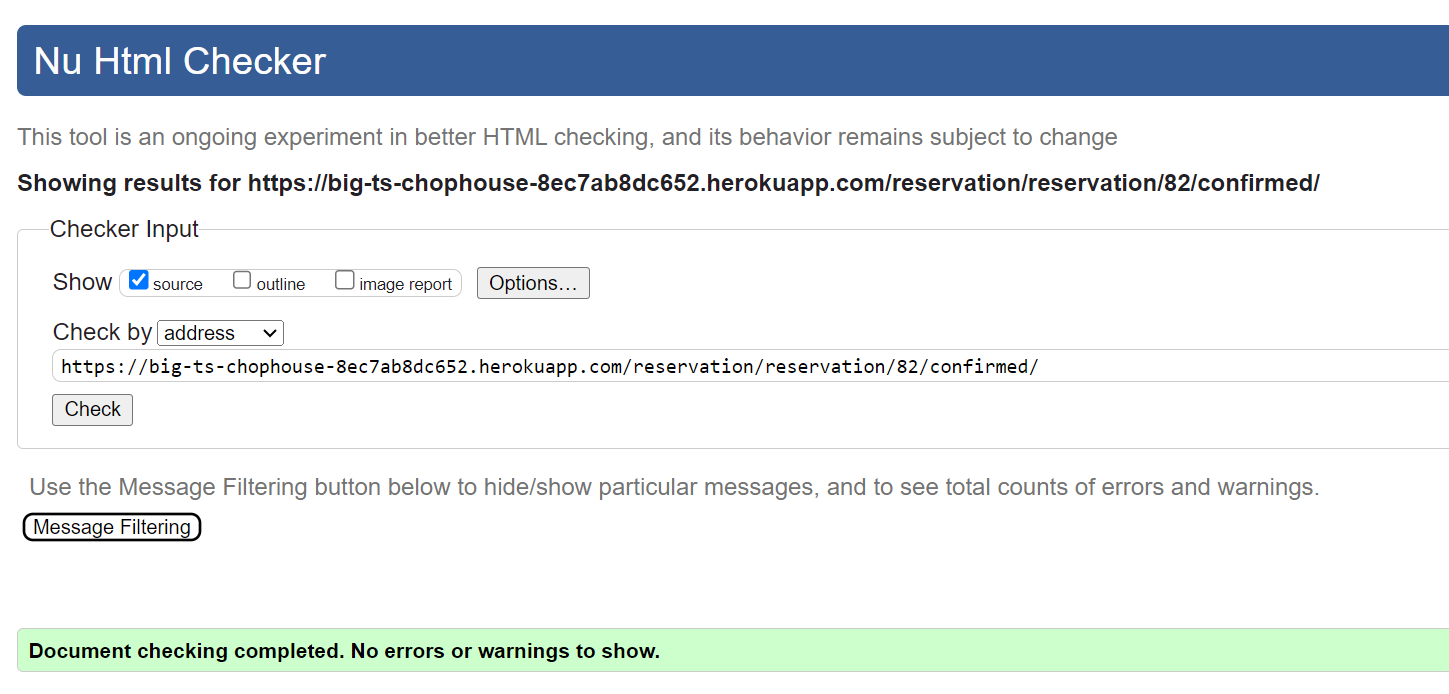 Nu Html Checker
This tool is an ongoing experiment in better HTML checking, and its behavior remains subject to change
Showing results for https://big-ts-chophouse-8ec7ab8dc652.herokuapp.com/reservation/reservation/82/confirmed/
Checker Input
Show source outline image report Options...
Check by address
https://big-ts-chophouse-8ec7ab8dc652.herokuapp.com/reservation/reservation/82/confirmed/
Check
Use the Message Filtering button below to hide/show particular messages, and to see total counts of errors and warnings.
Message Filtering
Document checking completed. No errors or warnings to show.